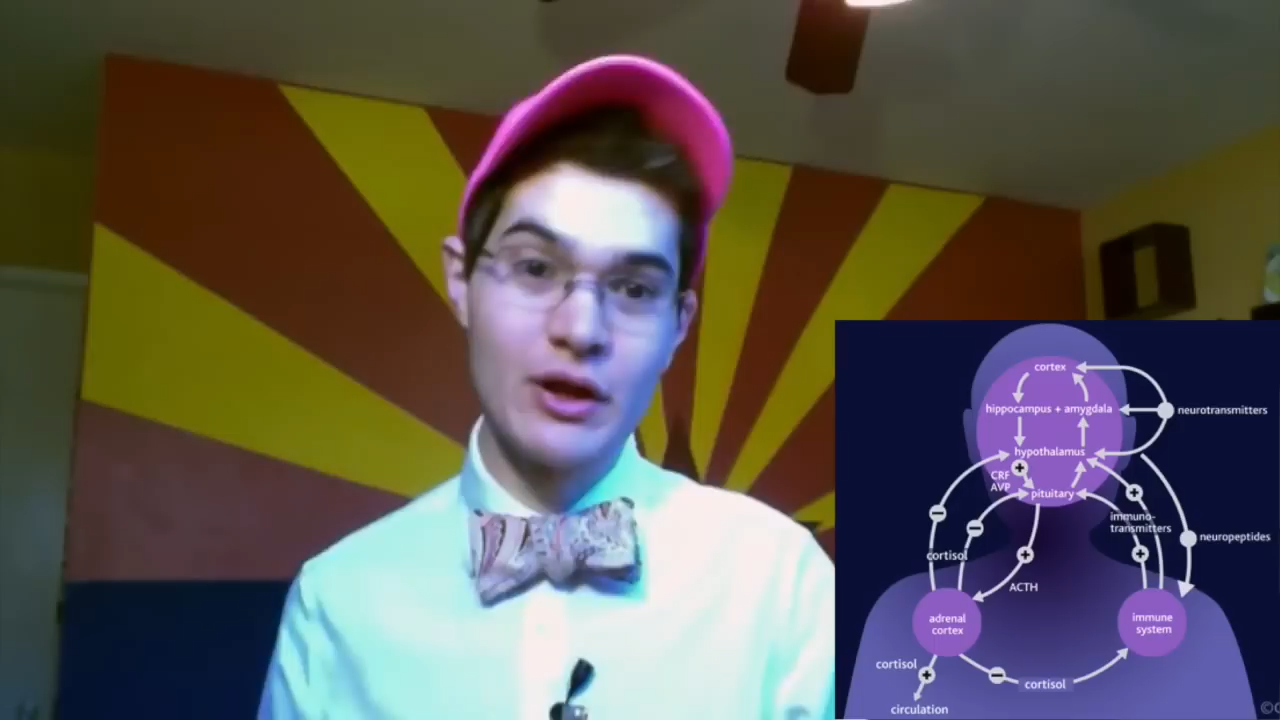 cortex
hippocampus + amygdala
neurotransmitters
hypothalamus
CRF
AVP
pituitary
immuno-
transmitters
neuropeptides
cortisol
ACTH
adrenal
cortex
immune
system
cortisol
cortisol
circulation